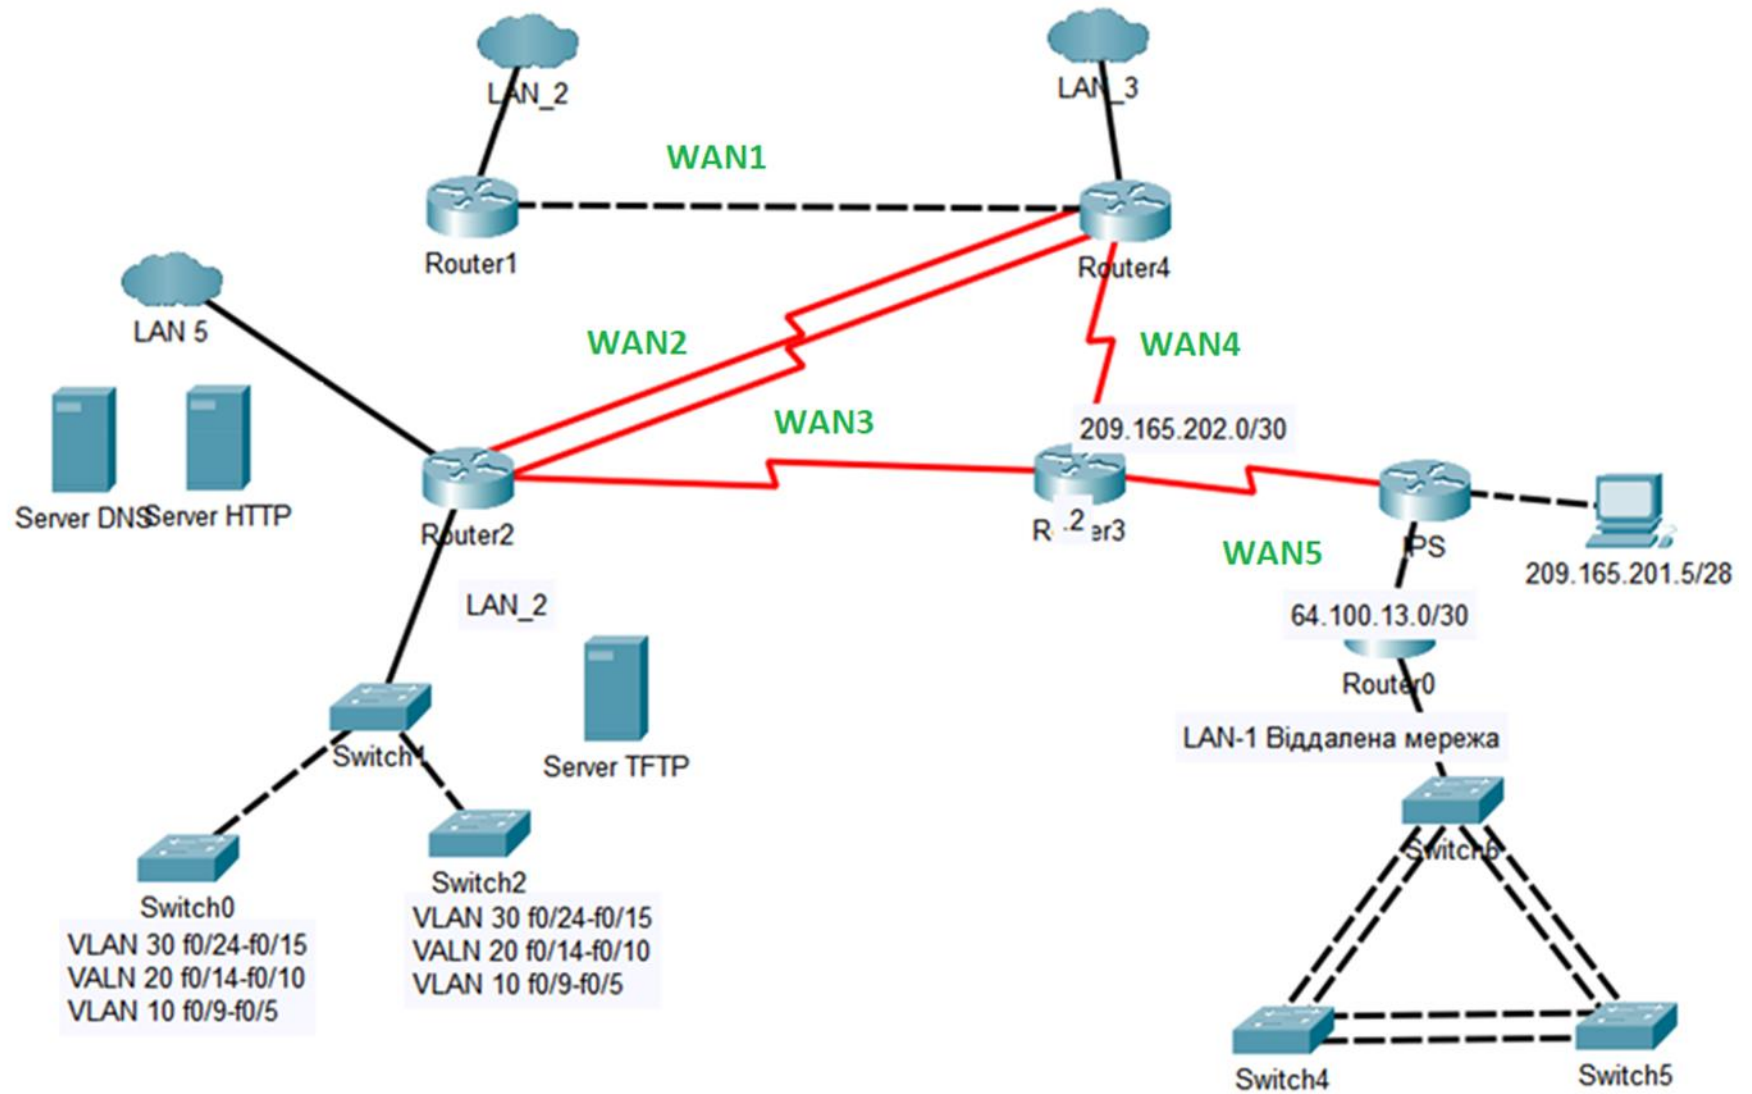 LAN_2
LAN_3
WAN1
Router1
Router4
LAN 5
WAN2
WAN4
WAN3
209.165.202.0/30
Server DNS
Server HTTP
Router2
.2
WAN5
IPS
209.165.201.5/28
LAN_2
64.100.13.0/30
Router0
LAN-1 Віддалена мережа
Switch1
Server TFTP
Switch6
Switch2
Switch0
VLAN 30 f0/24-f0/15
VALN 20 f0/14-f0/10
VLAN 10 f0/9-f0/5
VLAN 30 f0/24-f0/15
VALN 20 f0/14-f0/10
VLAN 10 f0/9-f0/5
Switch4
Switch5